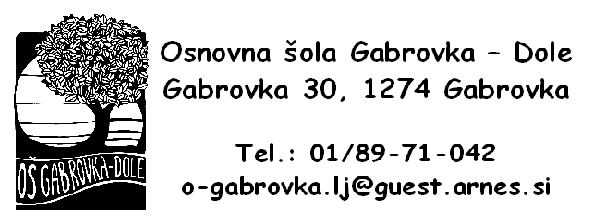 Osnovna šola Gabrovka - Dole
Gabrovka 30, 1274 Gabrovka
Tel.: 01/89-71-042
o-gabrovka.lj@guest.arnes.si
OŠ GABROVKA-DOLE